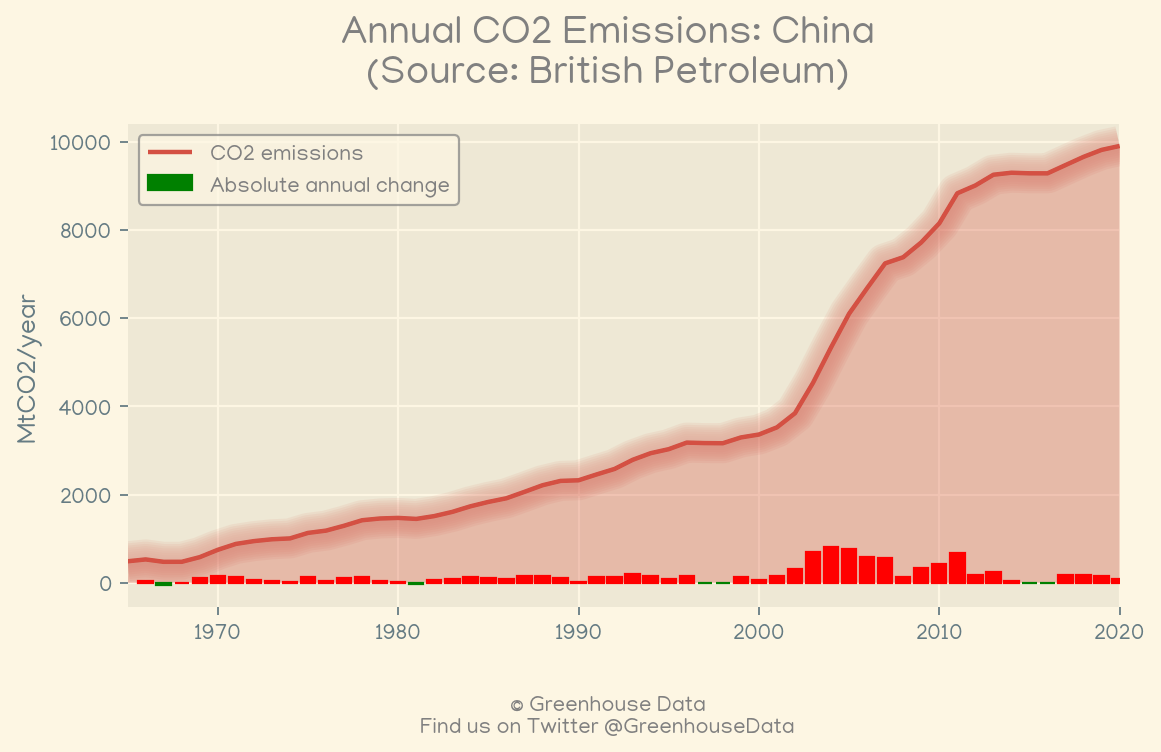 Annual CO2 Emissions: China
(Source: British Petroleum)
MtCO2/year
10000
8000
6000
4000
2000
0
CO2 emissions
Absolute annual change
1970
1980
1990
2000
2010
2020
© Greenhouse Data
Find us on Twitter @GreenhouseData